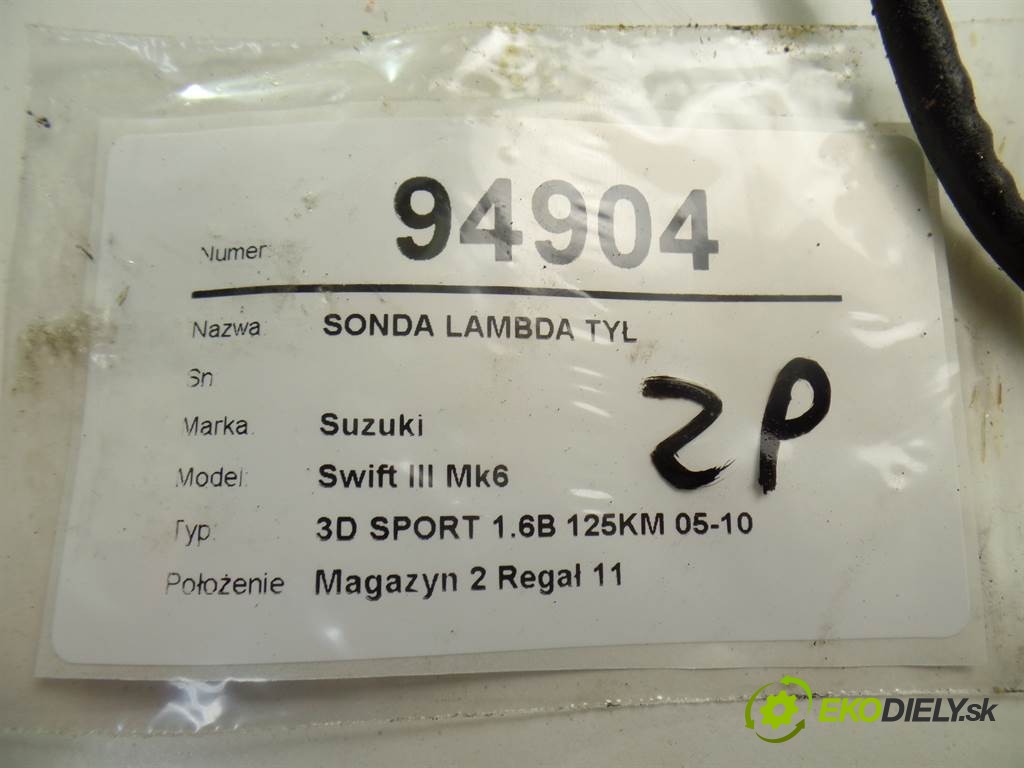 Numer: 94904
Nazwa SONDA LAMBDA TYŁ
Sn
Marka: Suzuki
Model: Swift III Mk6
Typ: 3D SPORT 1.6B 125KM 05-10
Położenie Magazyn 2 Regał 11
ZP
EKODIELY.sk